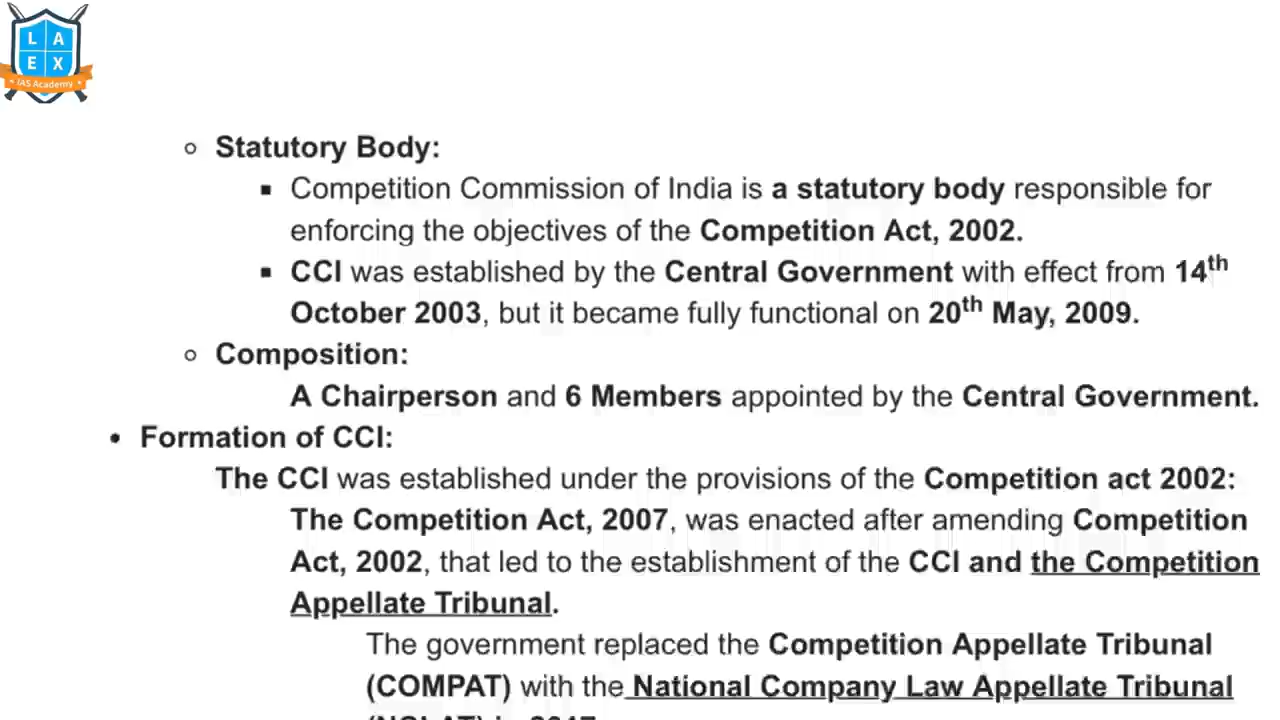 L A
E X
IAS Academy
Statutory Body:
Competition Commission of India is a statutory body responsible for
enforcing the objectives of the Competition Act, 2002.
CCI was established by the Central Government with effect from 14th
October 2003, but it became fully functional on 20th May, 2009.
Composition:
A Chairperson and 6 Members appointed by the Central Government.
Formation of CCI:
The CCI was established under the provisions of the Competition act 2002:
The Competition Act, 2007, was enacted after amending Competition
Act, 2002, that led to the establishment of the CCI and the Competition
Appellate Tribunal.
The government replaced the Competition Appellate Tribunal
(COMPAT) with the National Company Law Appellate Tribunal